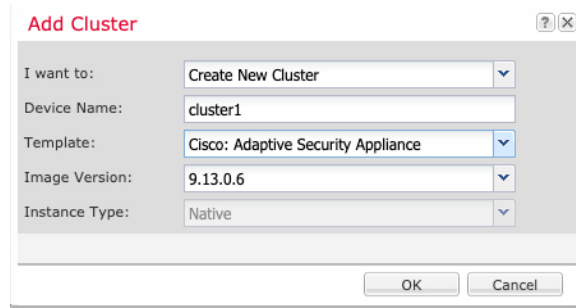 Add Cluster ? X
I want to: Create New Cluster
Device Name: cluster1
Template: Cisco: Adaptive Security Appliance
Image Version: 9.13.0.6
Instance Type: Native
OK Cancel